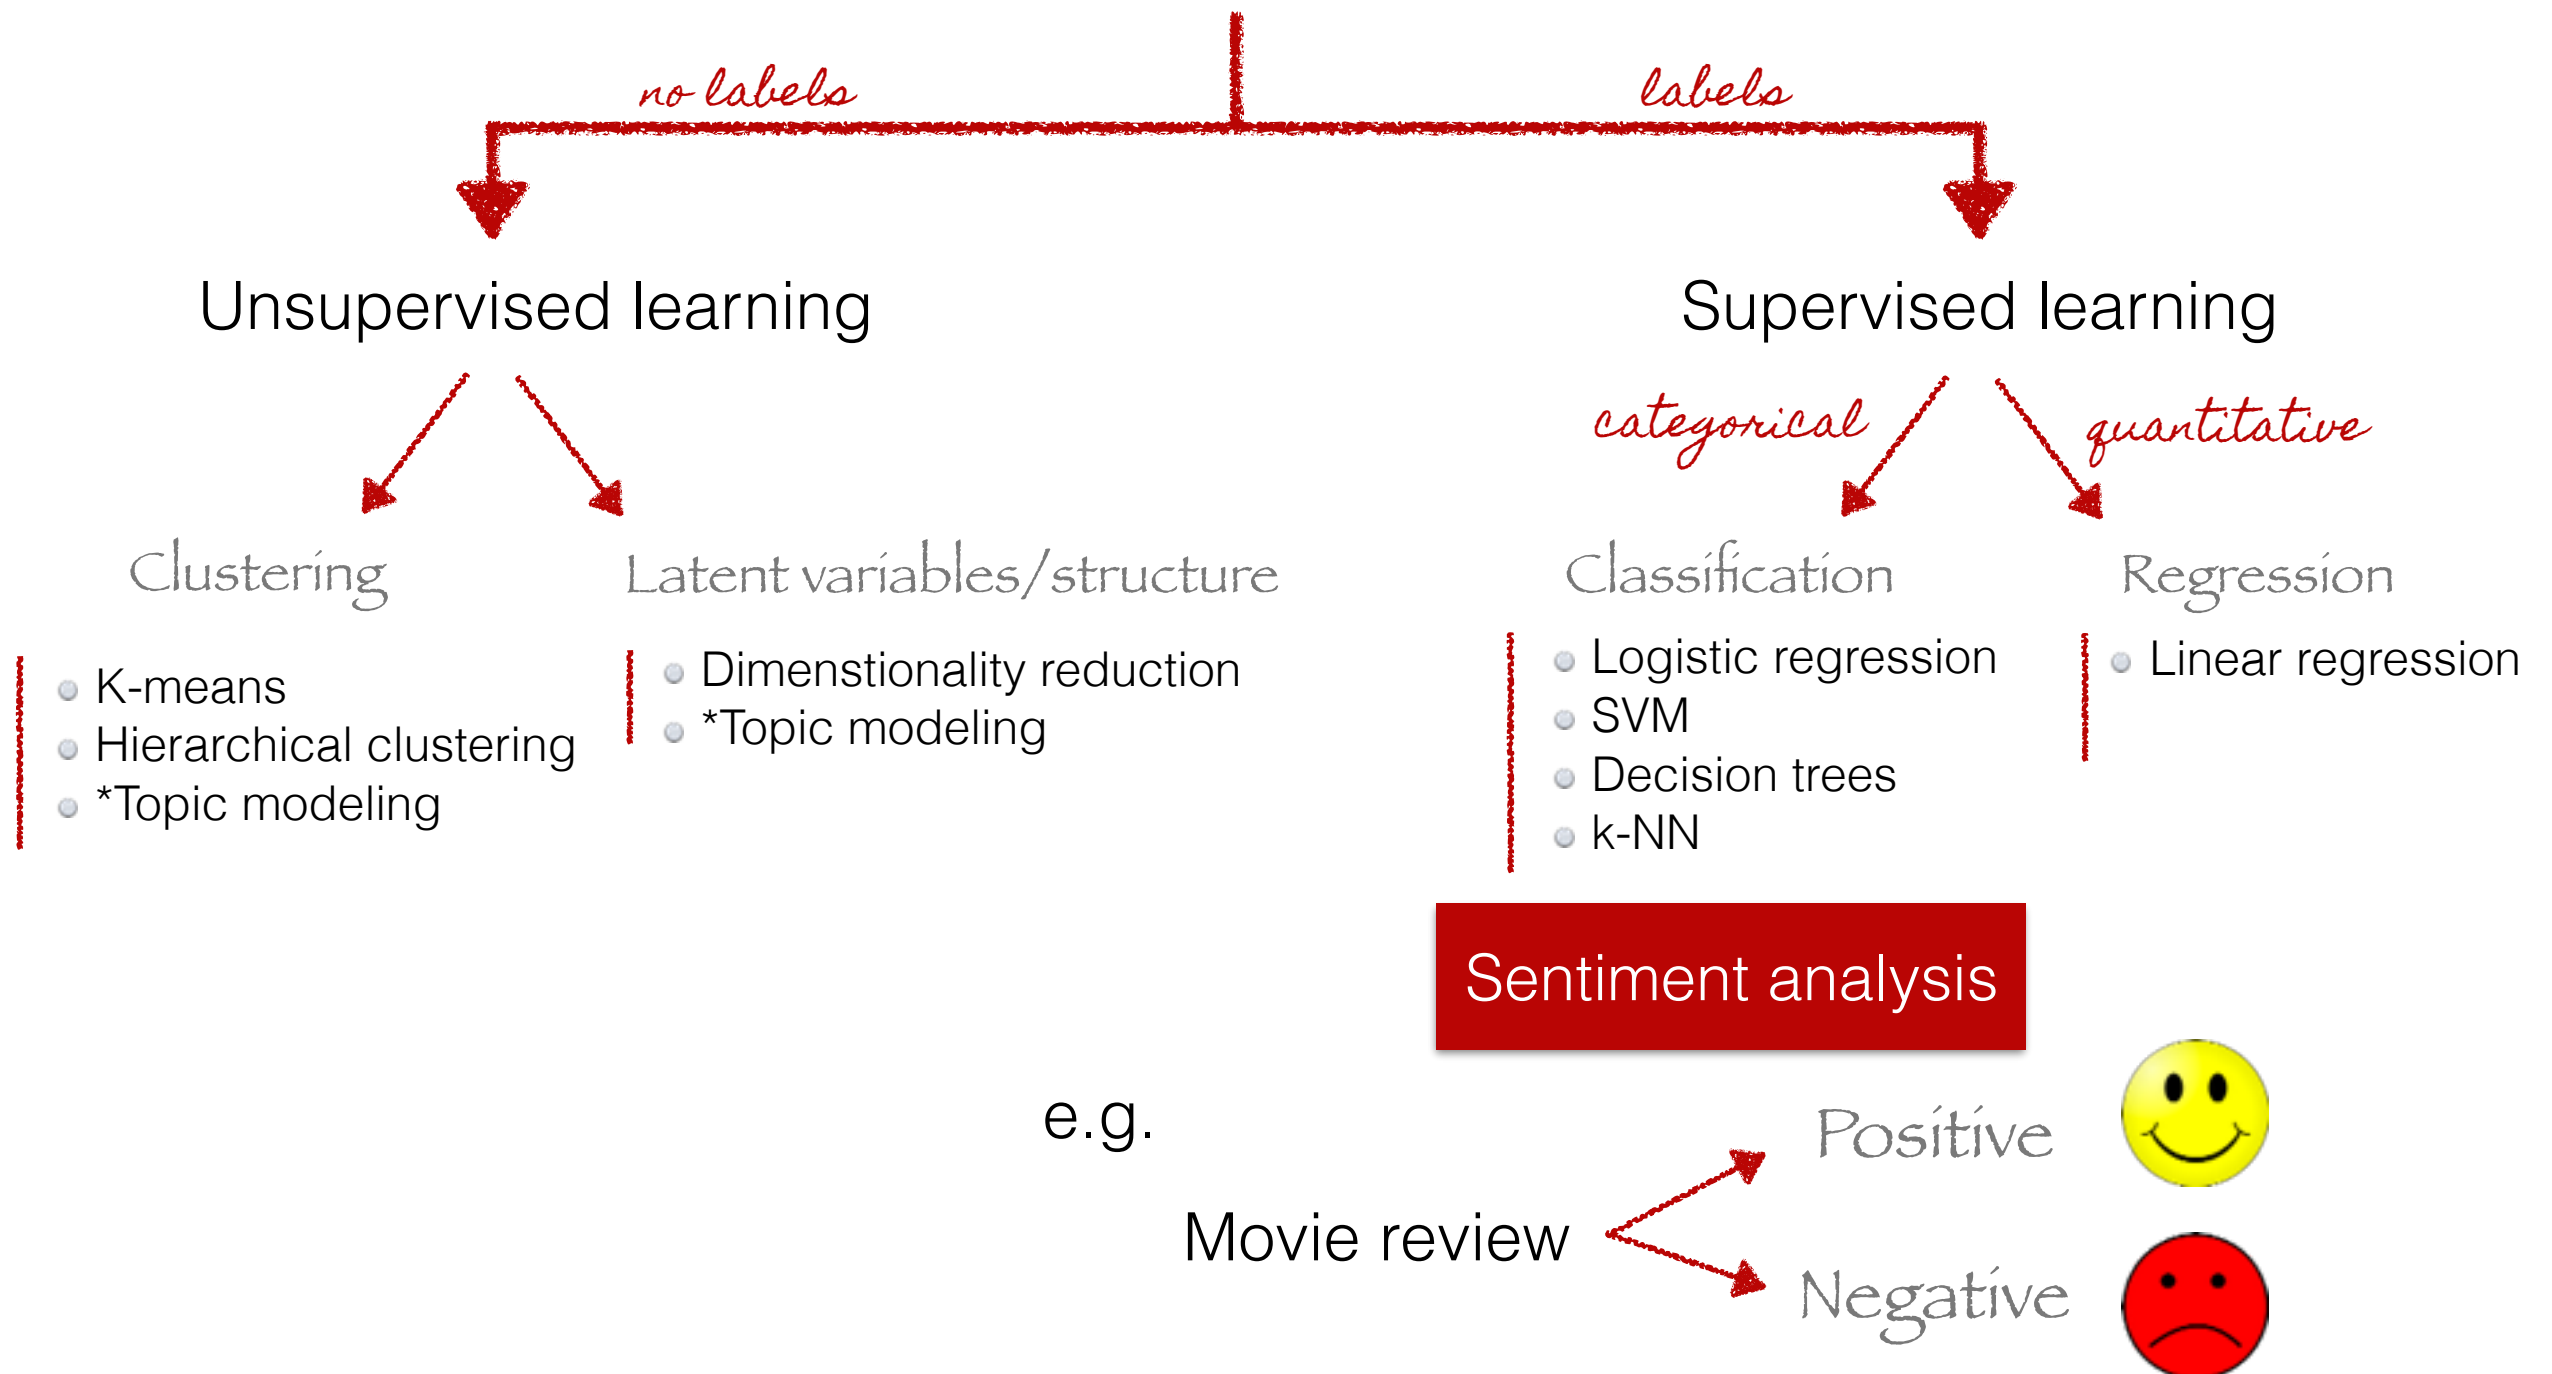 no labels
labels
Unsupervised learning
Supervised learning
categorical
quantitative
Clustering
Latent variables/structure
Classification
Regression
K-means
Hierarchical clustering
*Topic modeling
Dimenstionality reduction
*Topic modeling
Logistic regression
SVM
Decision trees
k-NN
Linear regression
Sentiment analysis
e.g.
Movie review
Positive
Negative